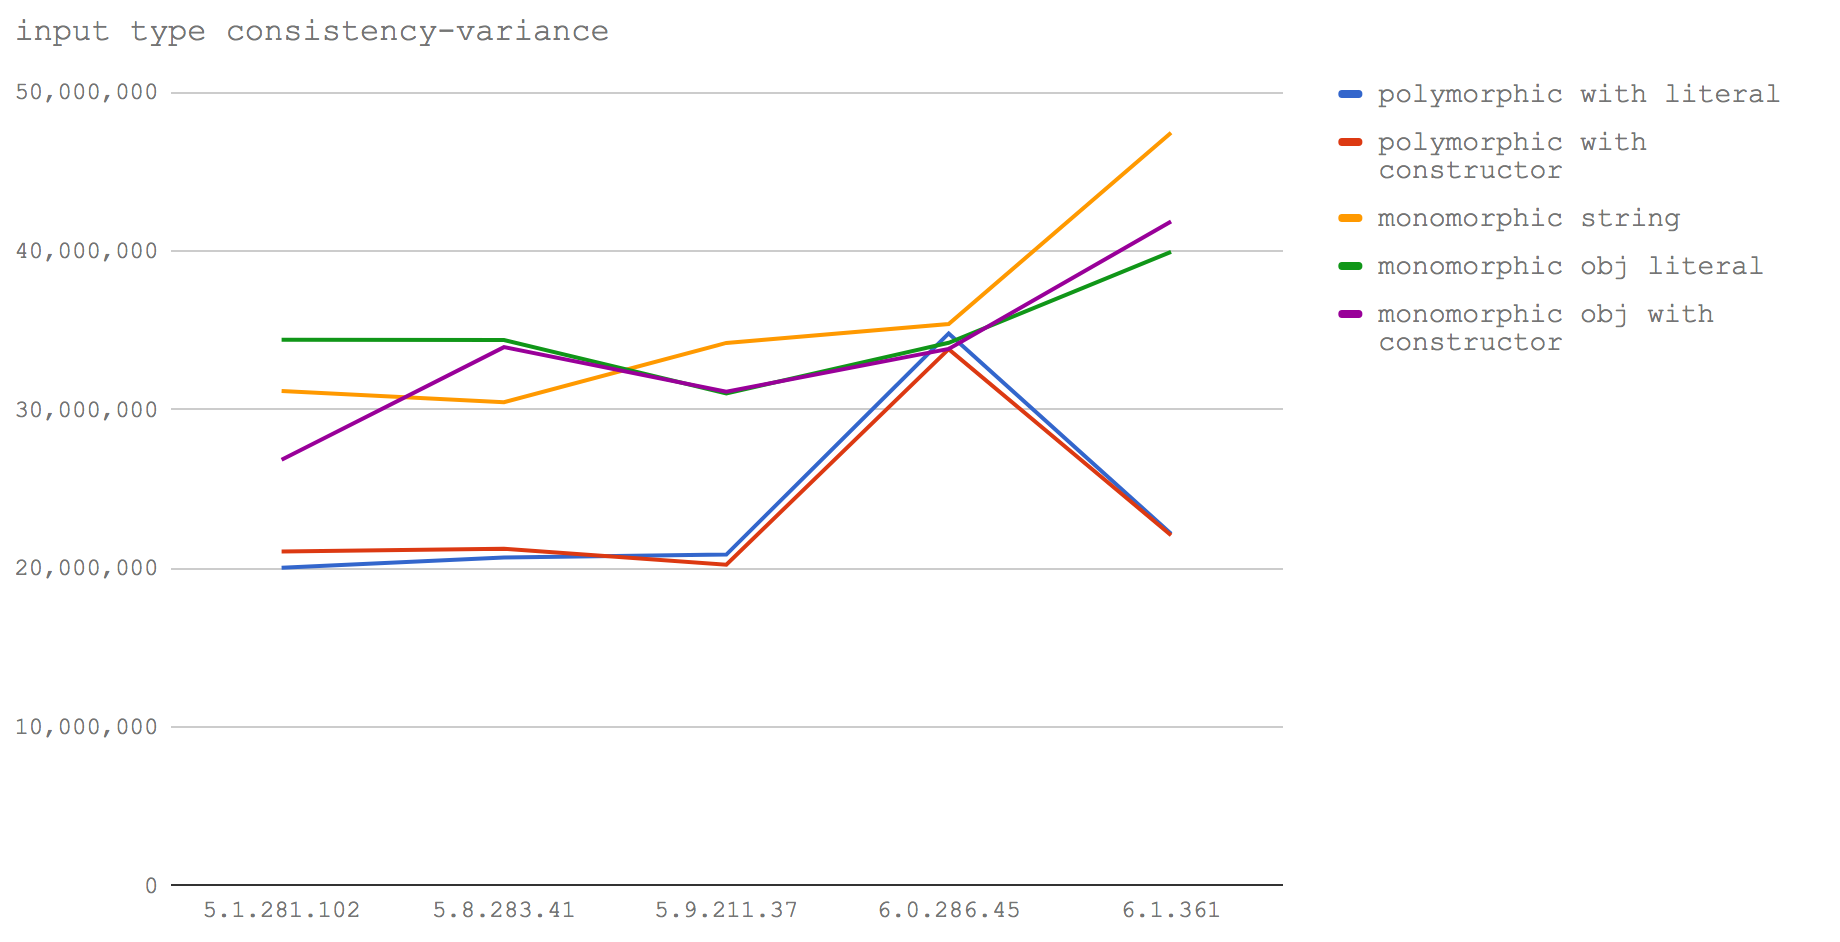 input type consistency-variance
50,000,000
40,000,000
30,000,000
20,000,000
10,000,000
0
5.1.281.102
5.8.283.41
5.9.211.37
6.0.286.45
6.1.361
polymorphic with literal
polymorphic with
constructor
monomorphic string
monomorphic obj literal
monomorphic obj with
constructor